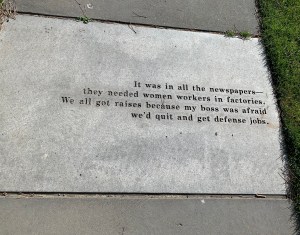 It was in all the newspapers—
they needed women workers in factories.
We all got raises because my boss was afraid
we'd quit and get defense jobs.